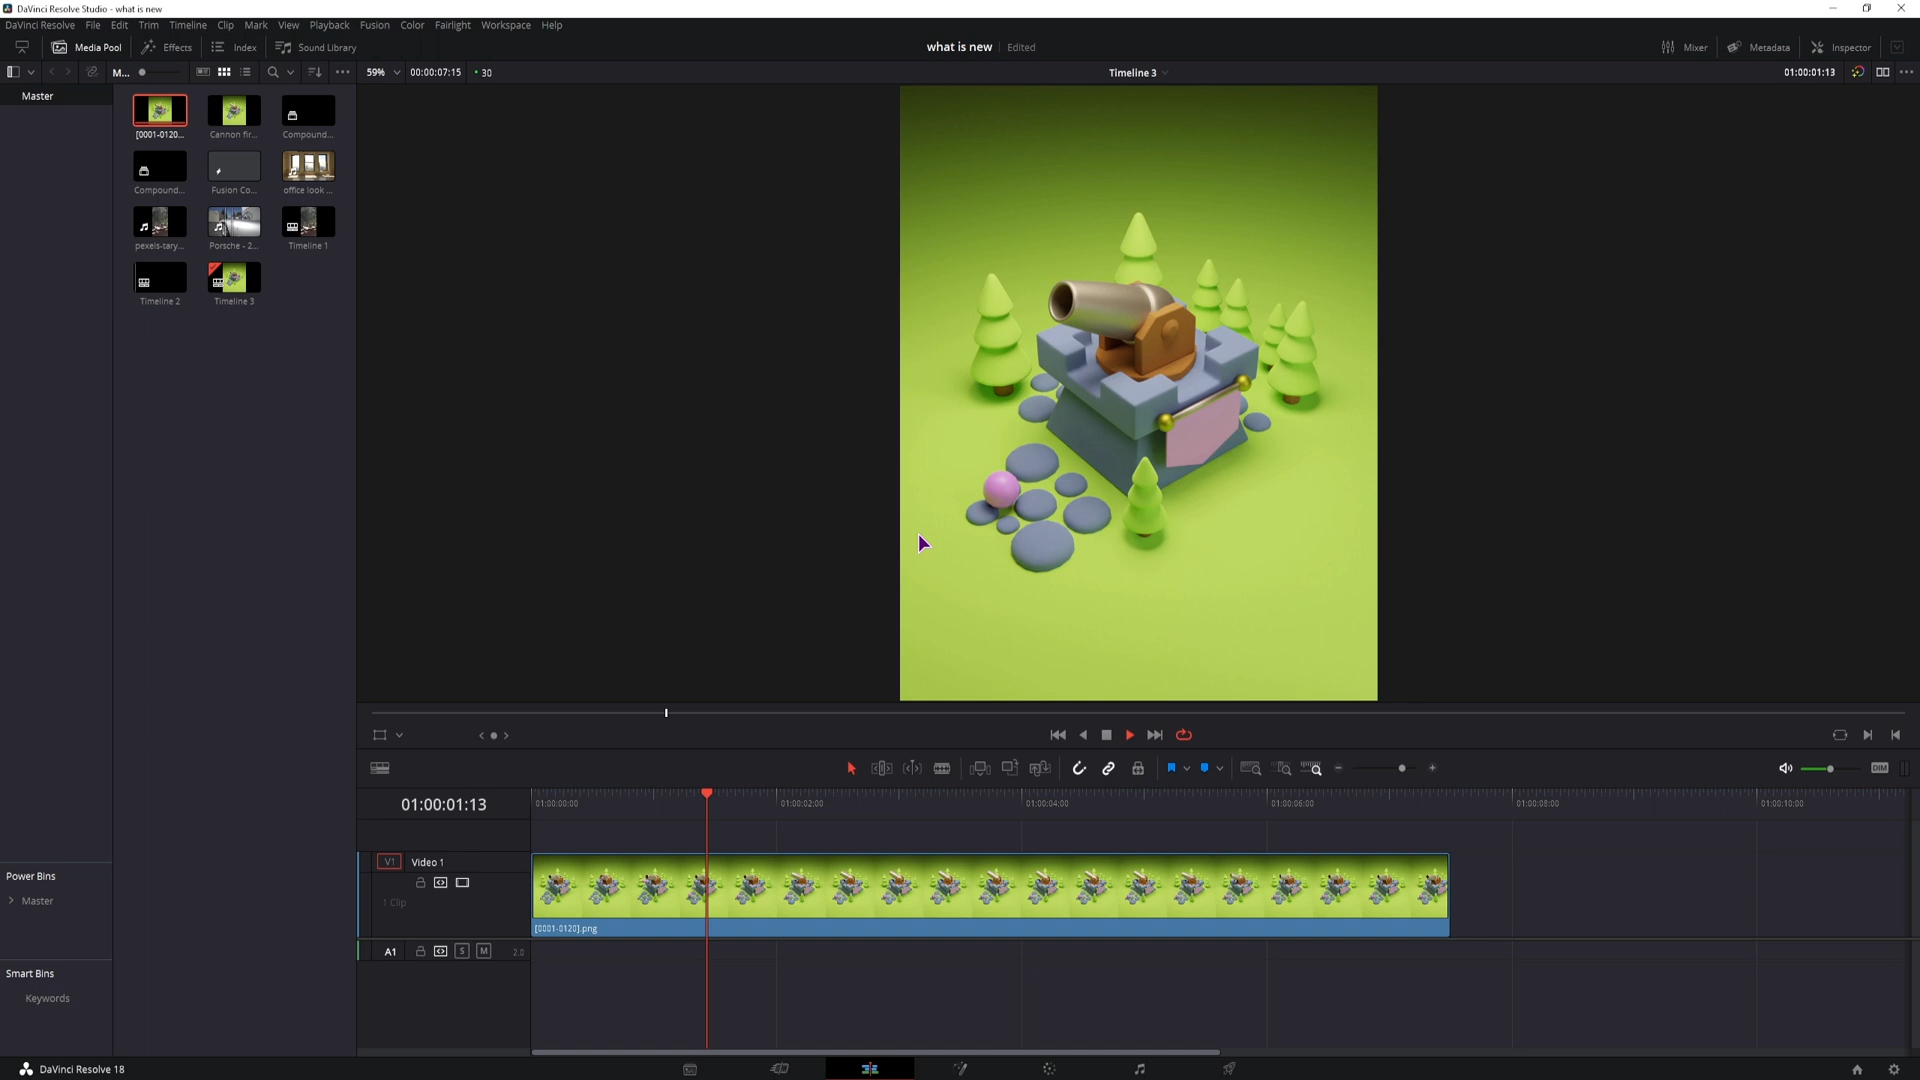 DaVinci Resolve Studio - what is new
DaVinci Resolve File Edit Trim Timeline Clip Mark View Playback Fusion Color Fairlight Workspace Help
Media Pool Effects Index Sound Library what is new Edited Mixer Metadata Inspector
M... 59% 00:00:07:15 30 Timeline 3 01:00:01:13
Master
[0001-0120... Cannon fir... Compound...
Compound... Fusion Co... office look ...
pexels-tary... Porsche - 2... Timeline 1
Timeline 2 Timeline 3
DIM
01:00:01:13 01:00:00:00 01:00:02:00 01:00:04:00 01:00:06:00 01:00:08:00 01:00:10:00
V1 Video 1
1 Clip
[0001-0120].png
A1 S M 2.0
Power Bins
Master
Smart Bins
Keywords
DaVinci Resolve 18